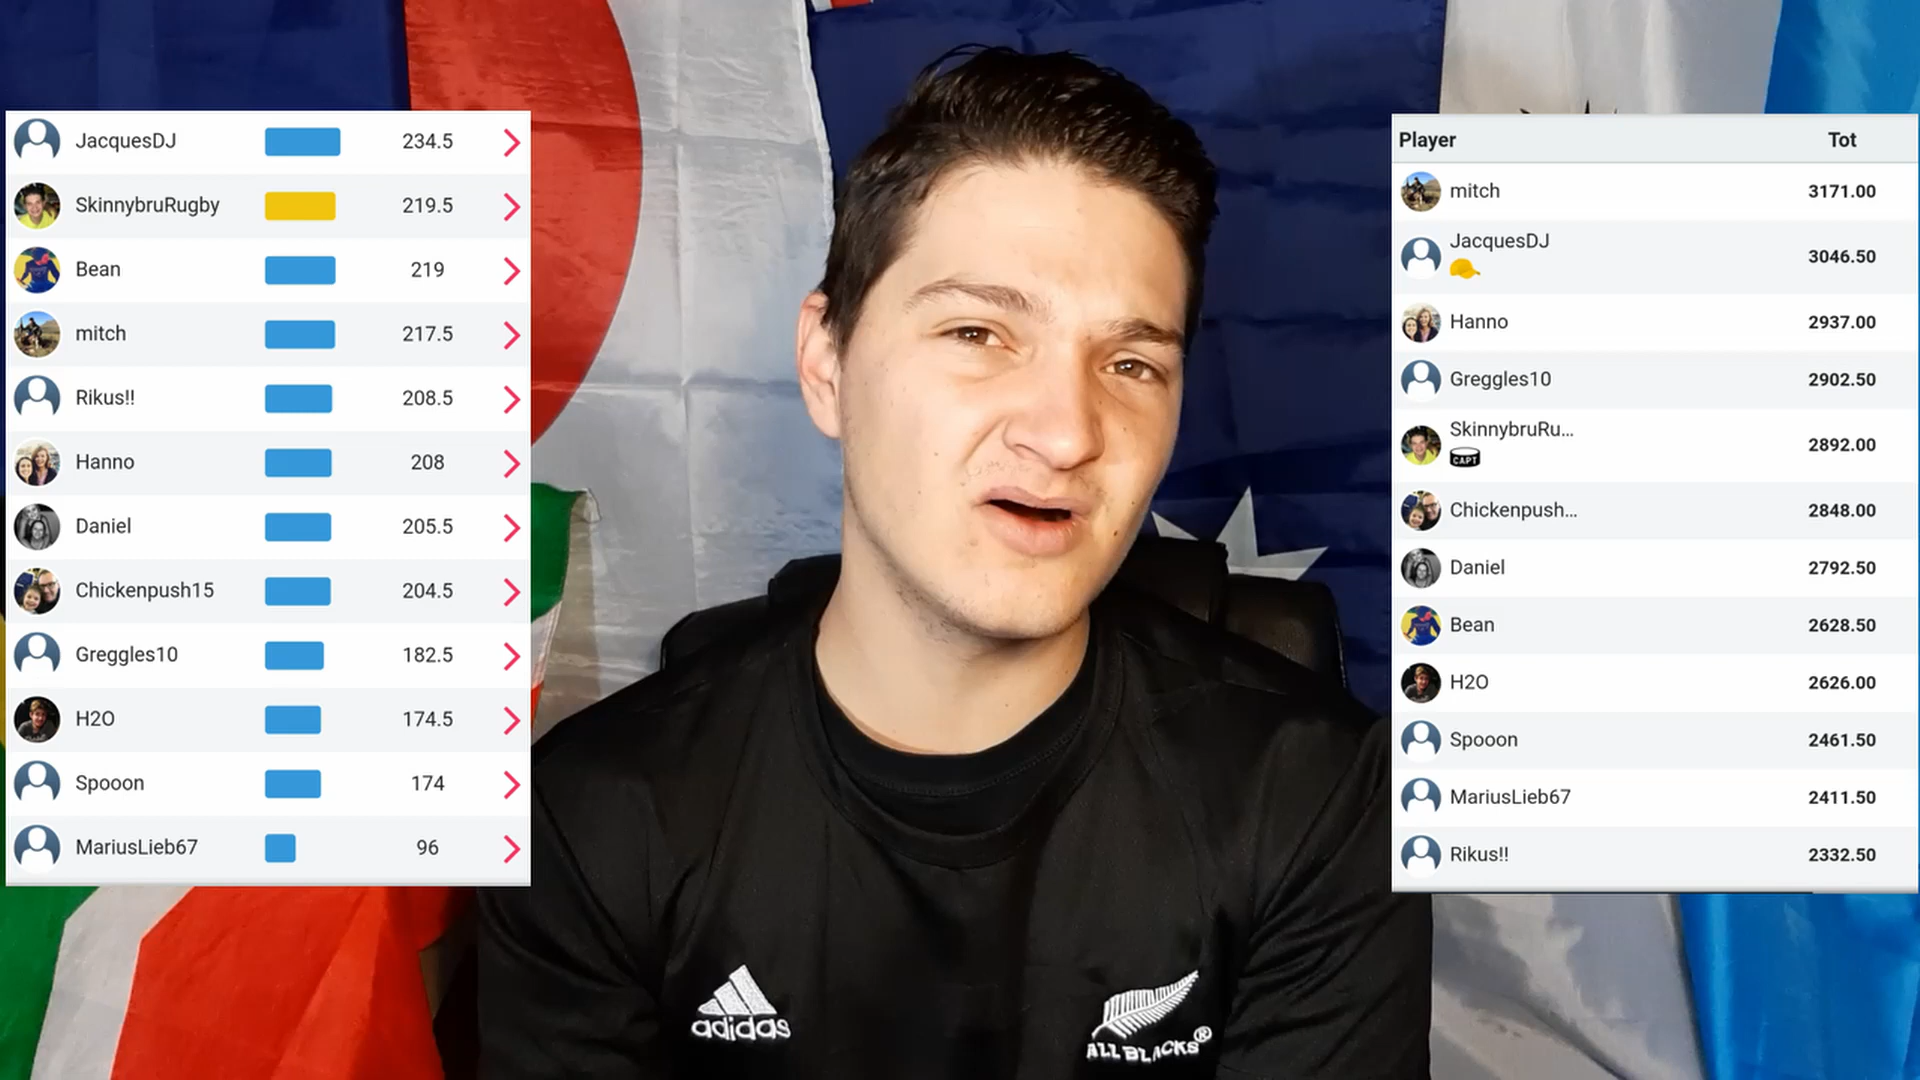 JacquesDJ 234.5
SkinnybruRugby 219.5
Bean 219
mitch 217.5
Rikus!! 208.5
Hanno 208
Daniel 205.5
Chickenpush15 204.5
Greggles10 182.5
H2O 174.5
Spooon 174
MariusLieb67 96
Player Tot
mitch 3171.00
JacquesDJ 3046.50
Hanno 2937.00
Greggles10 2902.50
SkinnybruRu... 2892.00
CAPT
Chickenpush... 2848.00
Daniel 2792.50
Bean 2628.50
H2O 2626.00
Spooon 2461.50
MariusLieb67 2411.50
Rikus!! 2332.50
adidas
ALL BLACKS®